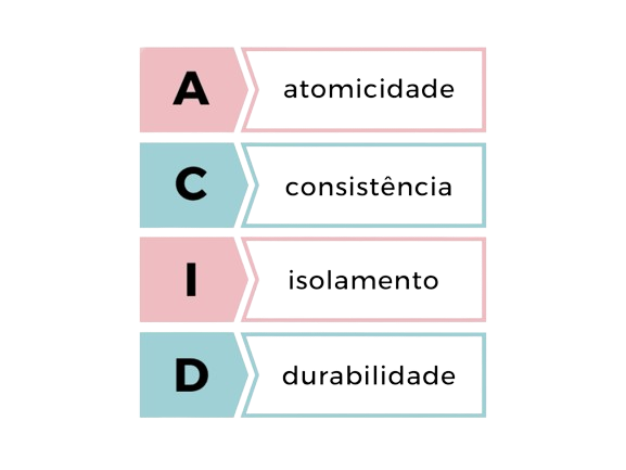 A atomicidade
C consistência
I isolamento
D durabilidade